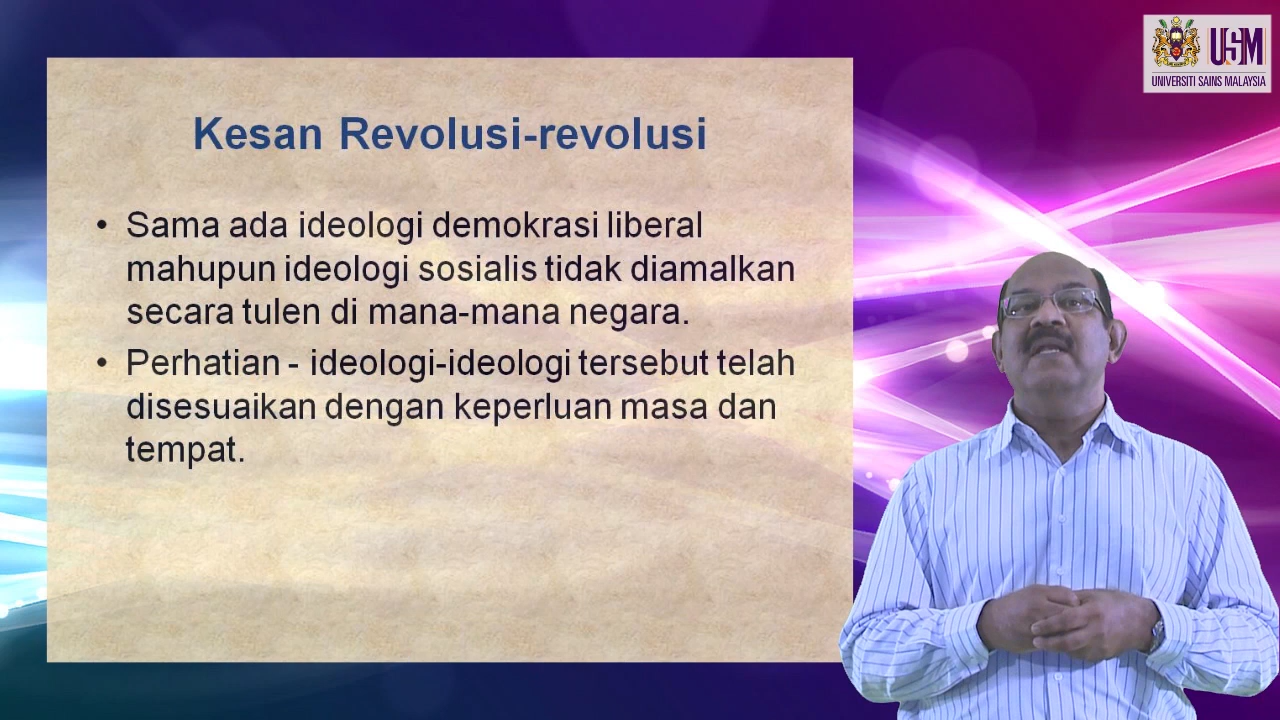 USM
UNIVERSITI SAINS MALAYSIA
Kesan Revolusi-revolusi
• Sama ada ideologi demokrasi liberal
mahupun ideologi sosialis tidak diamalkan
secara tulen di mana-mana negara.
• Perhatian - ideologi-ideologi tersebut telah
disesuaikan dengan keperluan masa dan
tempat.